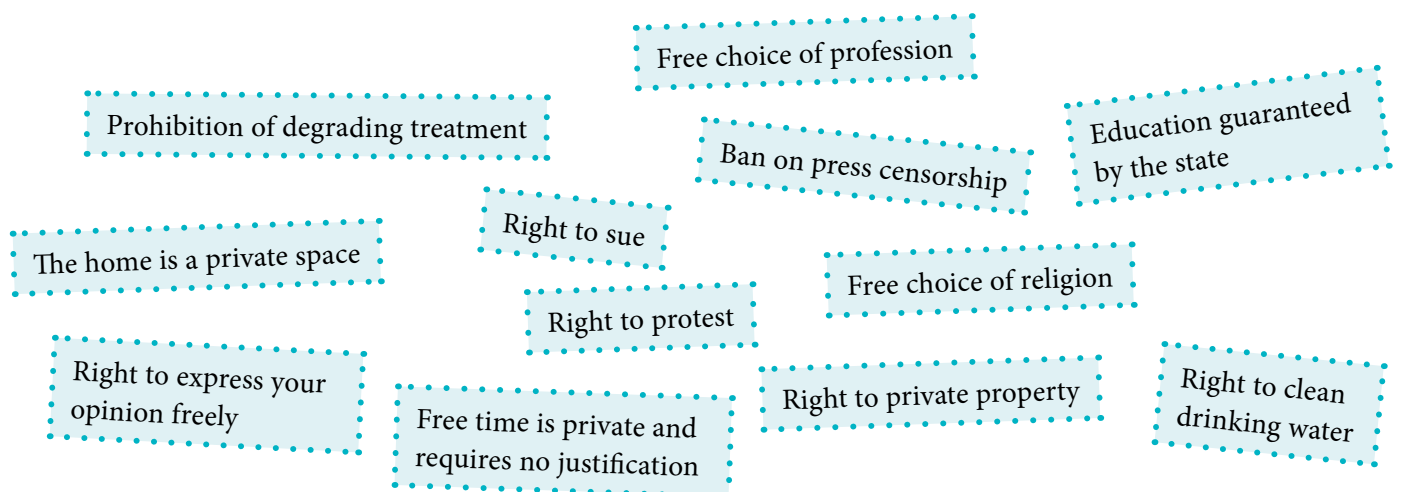 Free choice of profession
Prohibition of degrading treatment
Education guaranteed
by the state
Ban on press censorship
Right to sue
The home is a private space
Free choice of religion
Right to protest
Right to express your
opinion freely
Free time is private and
requires no justification
Right to private property
Right to clean
drinking water